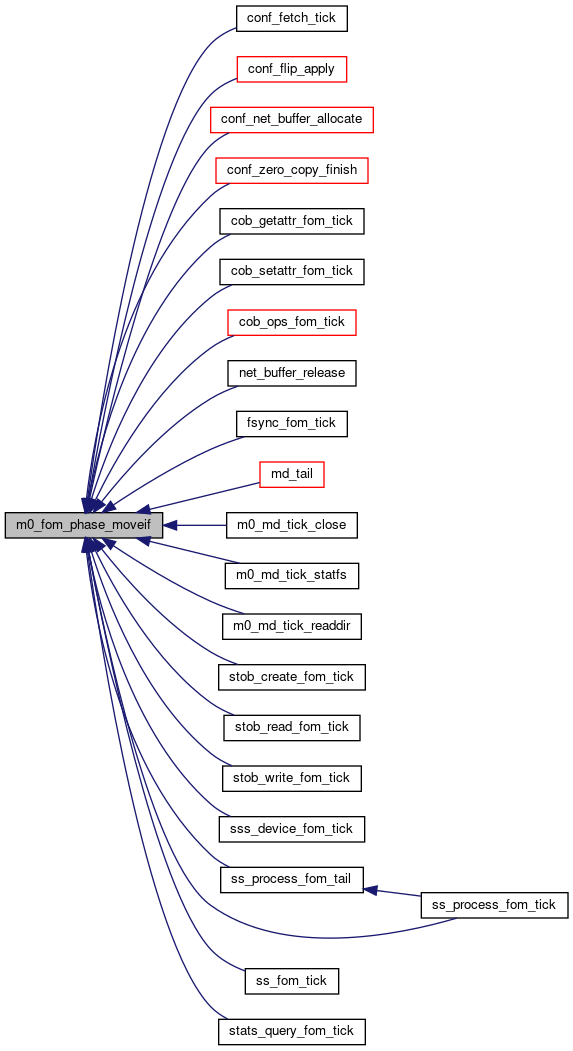 conf_fetch_tick
conf_flip_apply
conf_net_buffer_allocate
conf_zero_copy_finish
cob_getattr_fom_tick
cob_setattr_fom_tick
cob_ops_fom_tick
net_buffer_release
fsync_fom_tick
md_tail
m0_fom_phase_moveif
m0_md_tick_close
m0_md_tick_statfs
m0_md_tick_readdir
stob_create_fom_tick
stob_read_fom_tick
stob_write_fom_tick
sss_device_fom_tick
ss_process_fom_tail
ss_process_fom_tick
ss_fom_tick
stats_query_fom_tick